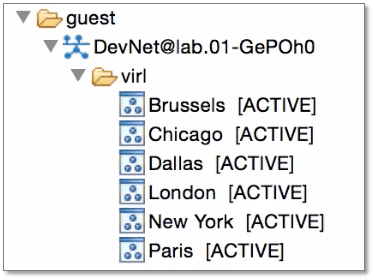 guest
DevNet@lab.01-GePOh0
virl
Brussels [ACTIVE]
Chicago [ACTIVE]
Dallas [ACTIVE]
London [ACTIVE]
New York [ACTIVE]
Paris [ACTIVE]